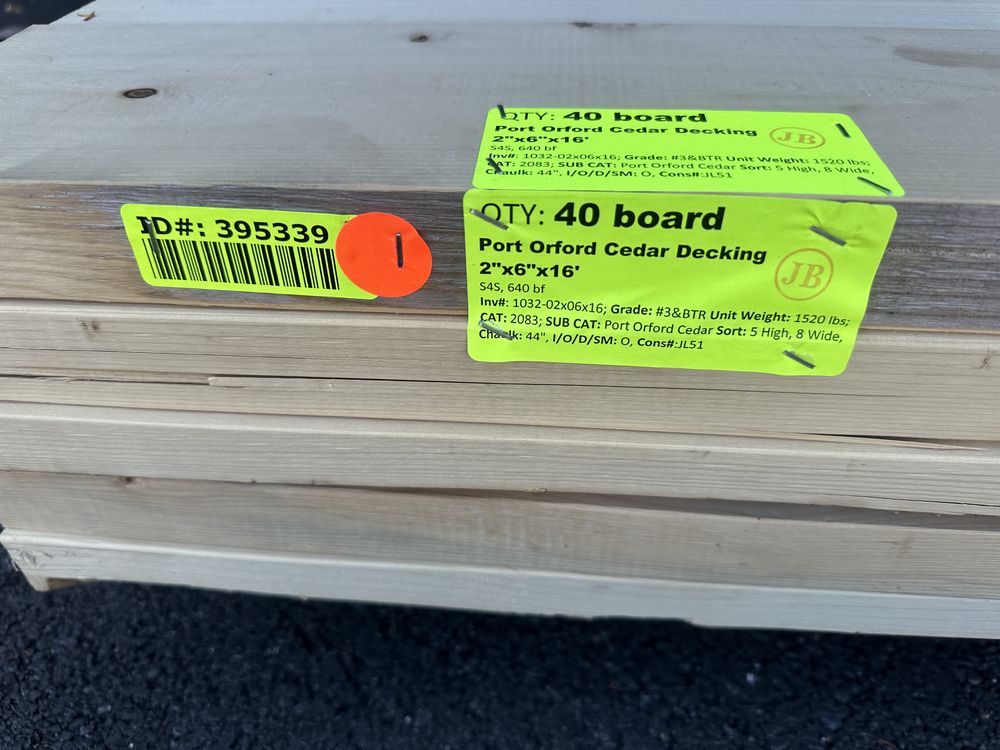 QTY: 40 board
Port Orford Cedar Decking
2"x6"x16'
S4S, 640 bf
Inv#: 1032-02x06x16; Grade: #3&BTR Unit Weight: 1520 lbs;
CAT: 2083; SUB CAT: Port Orford Cedar Sort: 5 High, 8 Wide,
Chaulk: 44", I/O/D/SM: O, Cons#:JL51
JB
ID#: 395339
QTY: 40 board
Port Orford Cedar Decking
2"x6"x16'
S4S, 640 bf
Inv#: 1032-02x06x16; Grade: #3&BTR Unit Weight: 1520 lbs;
CAT: 2083; SUB CAT: Port Orford Cedar Sort: 5 High, 8 Wide,
Chaulk: 44", I/O/D/SM: O, Cons#:JL51
JB